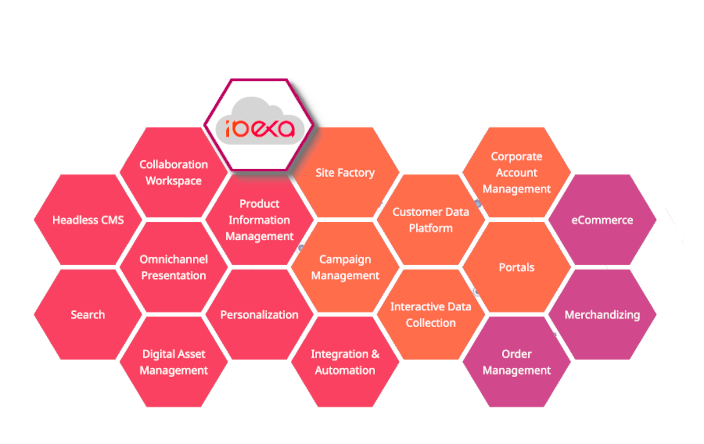 ibexa
Collaboration
Workspace
Site Factory
Corporate
Account
Management
Headless CMS
Product
Information
Management
Customer Data
Platform
eCommerce
Omnichannel
Presentation
Campaign
Management
Portals
Search
Personalization
Interactive Data
Collection
Merchandizing
Digital Asset
Management
Integration &
Automation
Order
Management